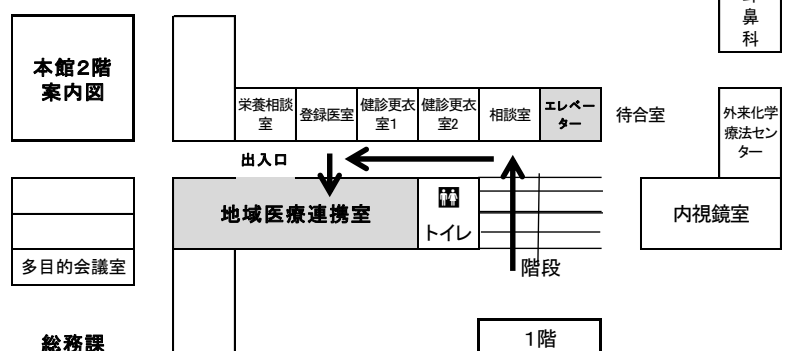 鼻
科
本館2階
案内図
栄養相談
室
登録医室
健診更衣
室1
健診更衣
室2
相談室
エレベー
ター
待合室
外来化学
療法セン
ター
出入口
地域医療連携室
トイレ
内視鏡室
多目的会議室
階段
総務課
1階